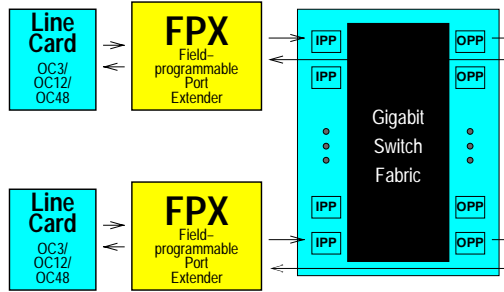 Line
Card
OC3/
OC12/
OC48
FPX
Field–
programmable
Port
Extender
IPP
OPP
IPP
OPP
Gigabit
Switch
Fabric
Line
Card
OC3/
OC12/
OC48
FPX
Field–
programmable
Port
Extender
IPP
OPP
IPP
OPP